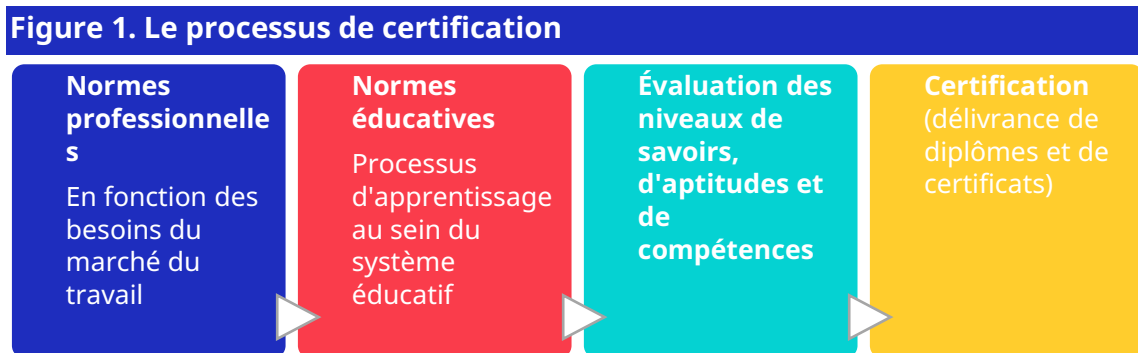 Figure 1. Le processus de certification
Normes
professionnelle
s
En fonction des
besoins du
marché du
travail
Normes
éducatives
Processus
d'apprentissage
au sein du
système
éducatif
Évaluation des
niveaux de
savoirs,
d'aptitudes et
de
compétences
Certification
(délivrance de
diplômes et de
certificats)